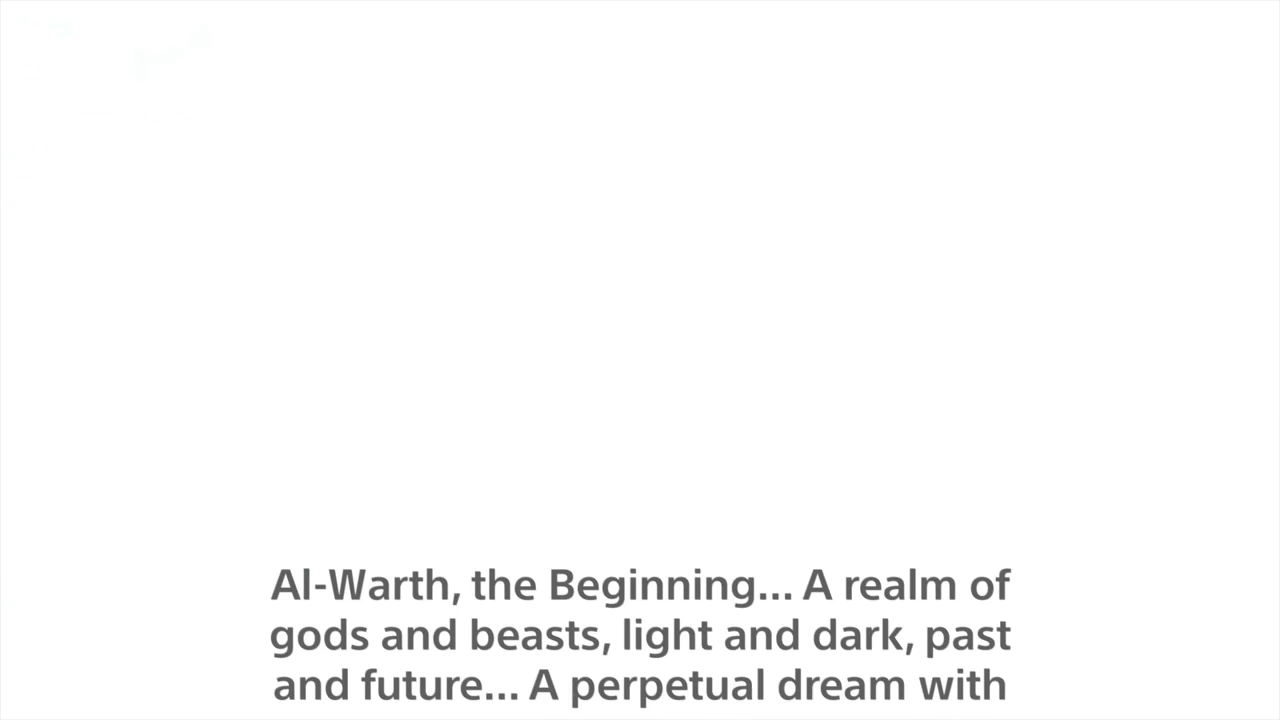 Al-Warth, the Beginning... A realm of
gods and beasts, light and dark, past
and future... A perpetual dream with